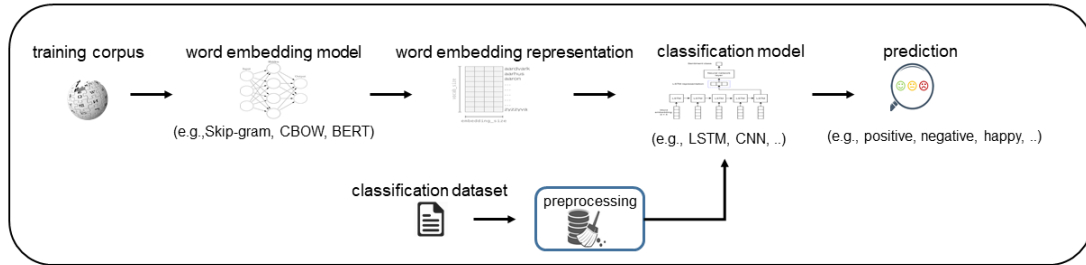 training corpus
word embedding model
word embedding representation
classification model
prediction
(e.g.,Skip-gram, CBOW, BERT)
embedding_size
(e.g., LSTM, CNN, ..)
(e.g., positive, negative, happy, ..)
classification dataset
preprocessing